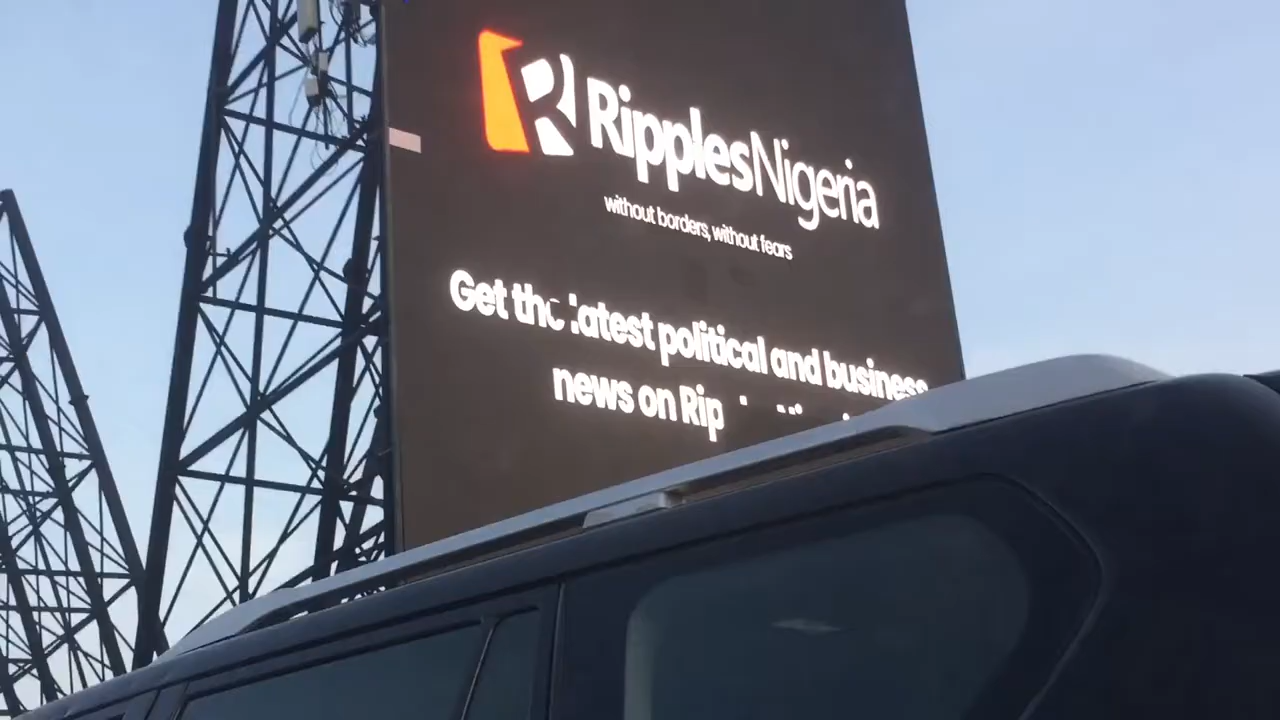 RipplesNigeria
without borders, without fears
Get the latest political and business
news on Rip